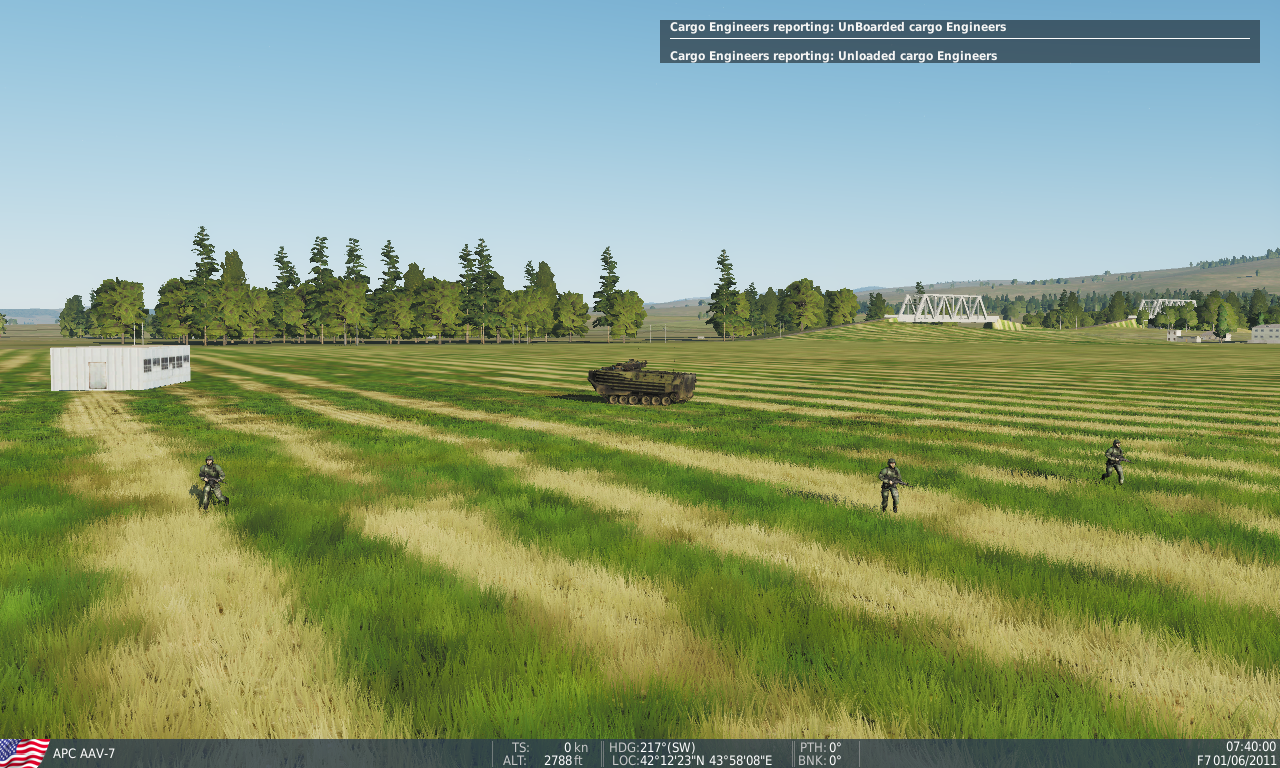 Cargo Engineers reporting: UnBoarded cargo Engineers
Cargo Engineers reporting: Unloaded cargo Engineers
APC AAV-7
TS: 0 kn
ALT: 2788 ft
HDG: 217°(SW)
LOC: 42°12'23"N 43°58'08"E
PTH: 0°
BNK: 0°
07:40:00
F7 01/06/2011